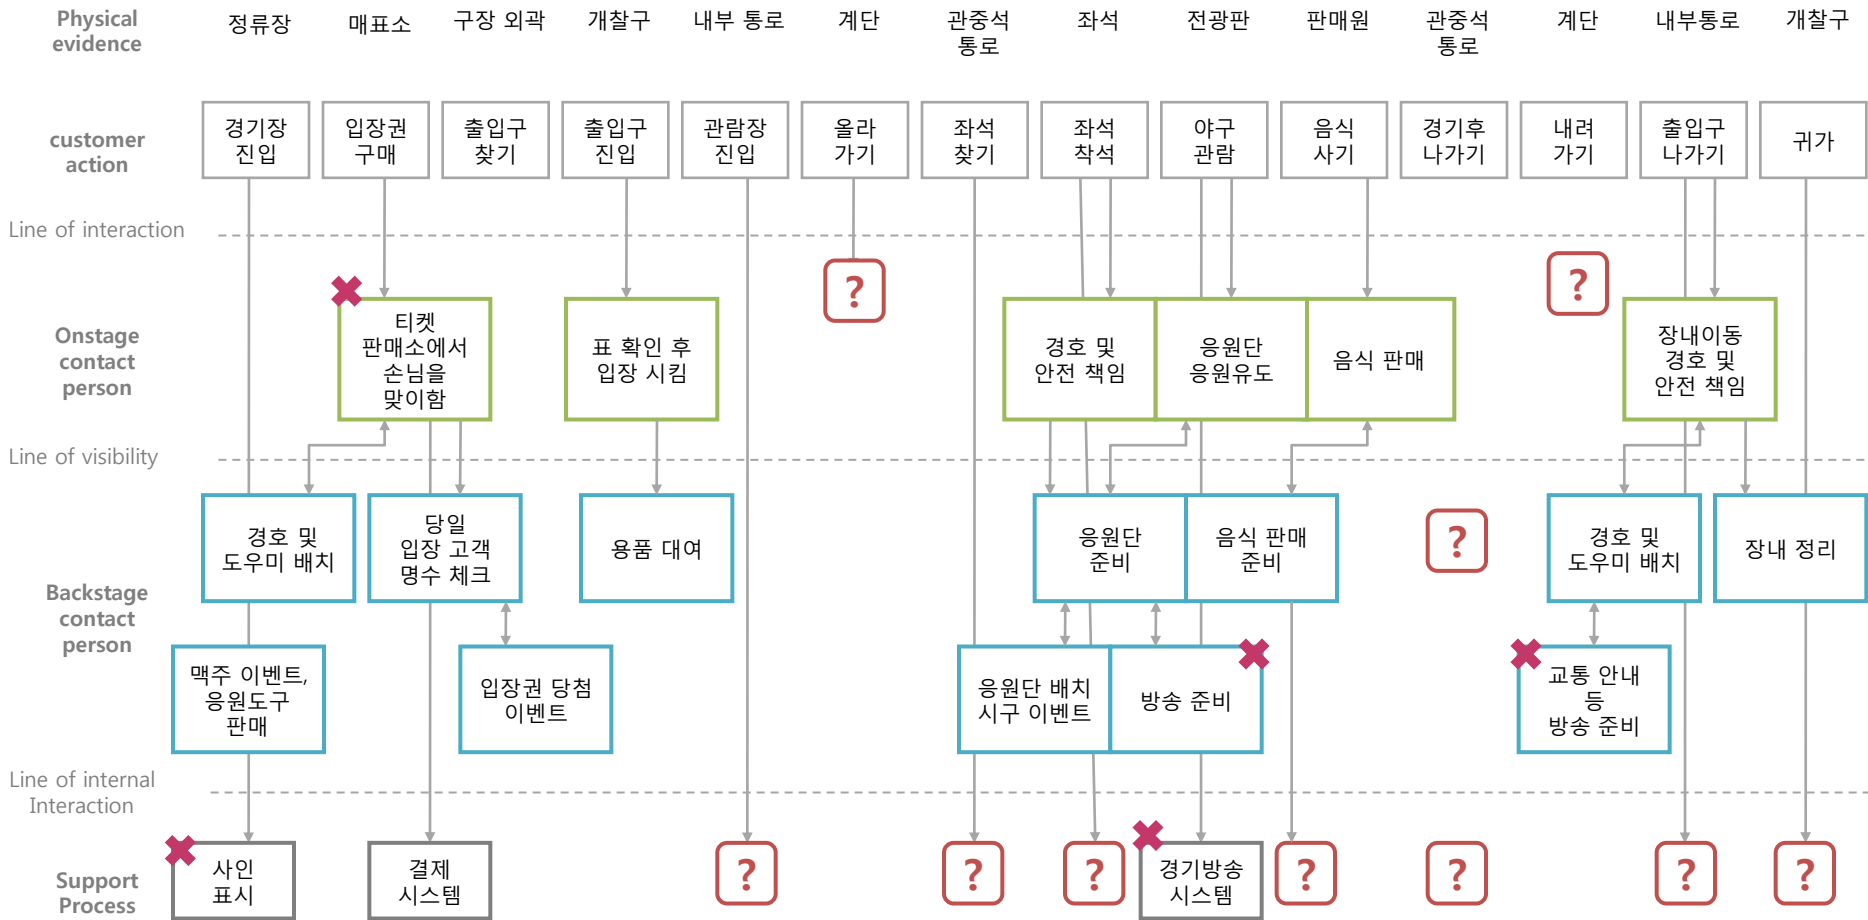 Physical
evidence
정류장
매표소
구장 외곽
개찰구
내부 통로
계단
관중석
통로
좌석
전광판
판매원
관중석
통로
계단
내부통로
개찰구
customer
action
경기장
진입
입장권
구매
출입구
찾기
출입구
진입
관람장
진입
올라
가기
좌석
찾기
좌석
착석
야구
관람
음식
사기
경기후
나가기
내려
가기
출입구
나가기
귀가
Line of interaction
?
?
Onstage
contact
person
티켓
판매소에서
손님을
맞이함
표 확인 후
입장 시킴
경호 및
안전 책임
응원단
응원유도
음식 판매
장내이동
경호 및
안전 책임
Line of visibility
Backstage
contact
person
경호 및
도우미 배치
당일
입장 고객
명수 체크
용품 대여
응원단
준비
음식 판매
준비
?
경호 및
도우미 배치
장내 정리
맥주 이벤트,
응원도구
판매
입장권 당첨
이벤트
응원단 배치
시구 이벤트
방송 준비
교통 안내
등
방송 준비
Line of internal
Interaction
Support
Process
사인
표시
결제
시스템
?
?
?
경기방송
시스템
?
?
?
?